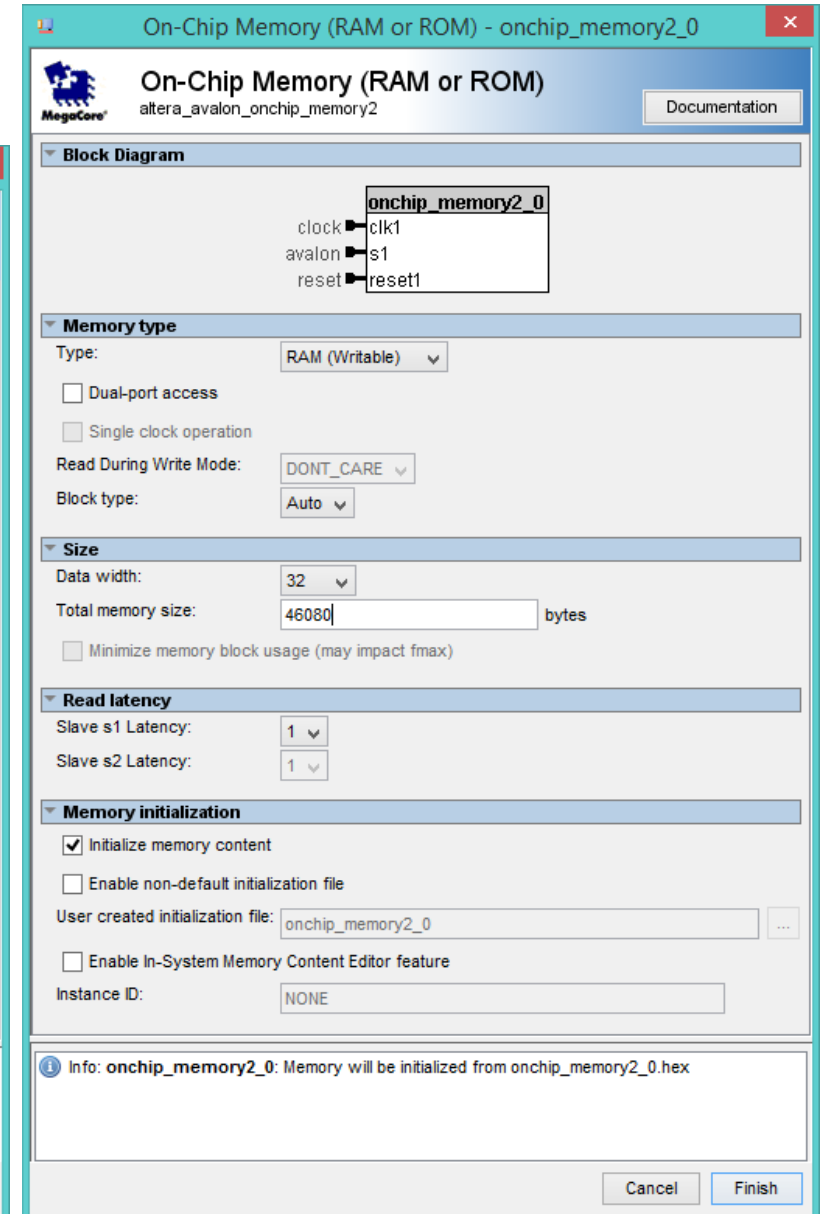 On-Chip Memory (RAM or ROM) - onchip_memory2_0
On-Chip Memory (RAM or ROM)
MegaCore®
altera_avalon_onchip_memory2
Documentation
Block Diagram
onchip_memory2_0
clock clk1
avalon s1
reset reset1
Memory type
Type: RAM (Writable)
Dual-port access
Single clock operation
Read During Write Mode: DONT_CARE
Block type: Auto
Size
Data width: 32
Total memory size: 46080 bytes
Minimize memory block usage (may impact fmax)
Read latency
Slave s1 Latency: 1
Slave s2 Latency: 1
Memory initialization
Initialize memory content
Enable non-default initialization file
User created initialization file: onchip_memory2_0 ...
Enable In-System Memory Content Editor feature
Instance ID: NONE
Info: onchip_memory2_0: Memory will be initialized from onchip_memory2_0.hex
Cancel Finish